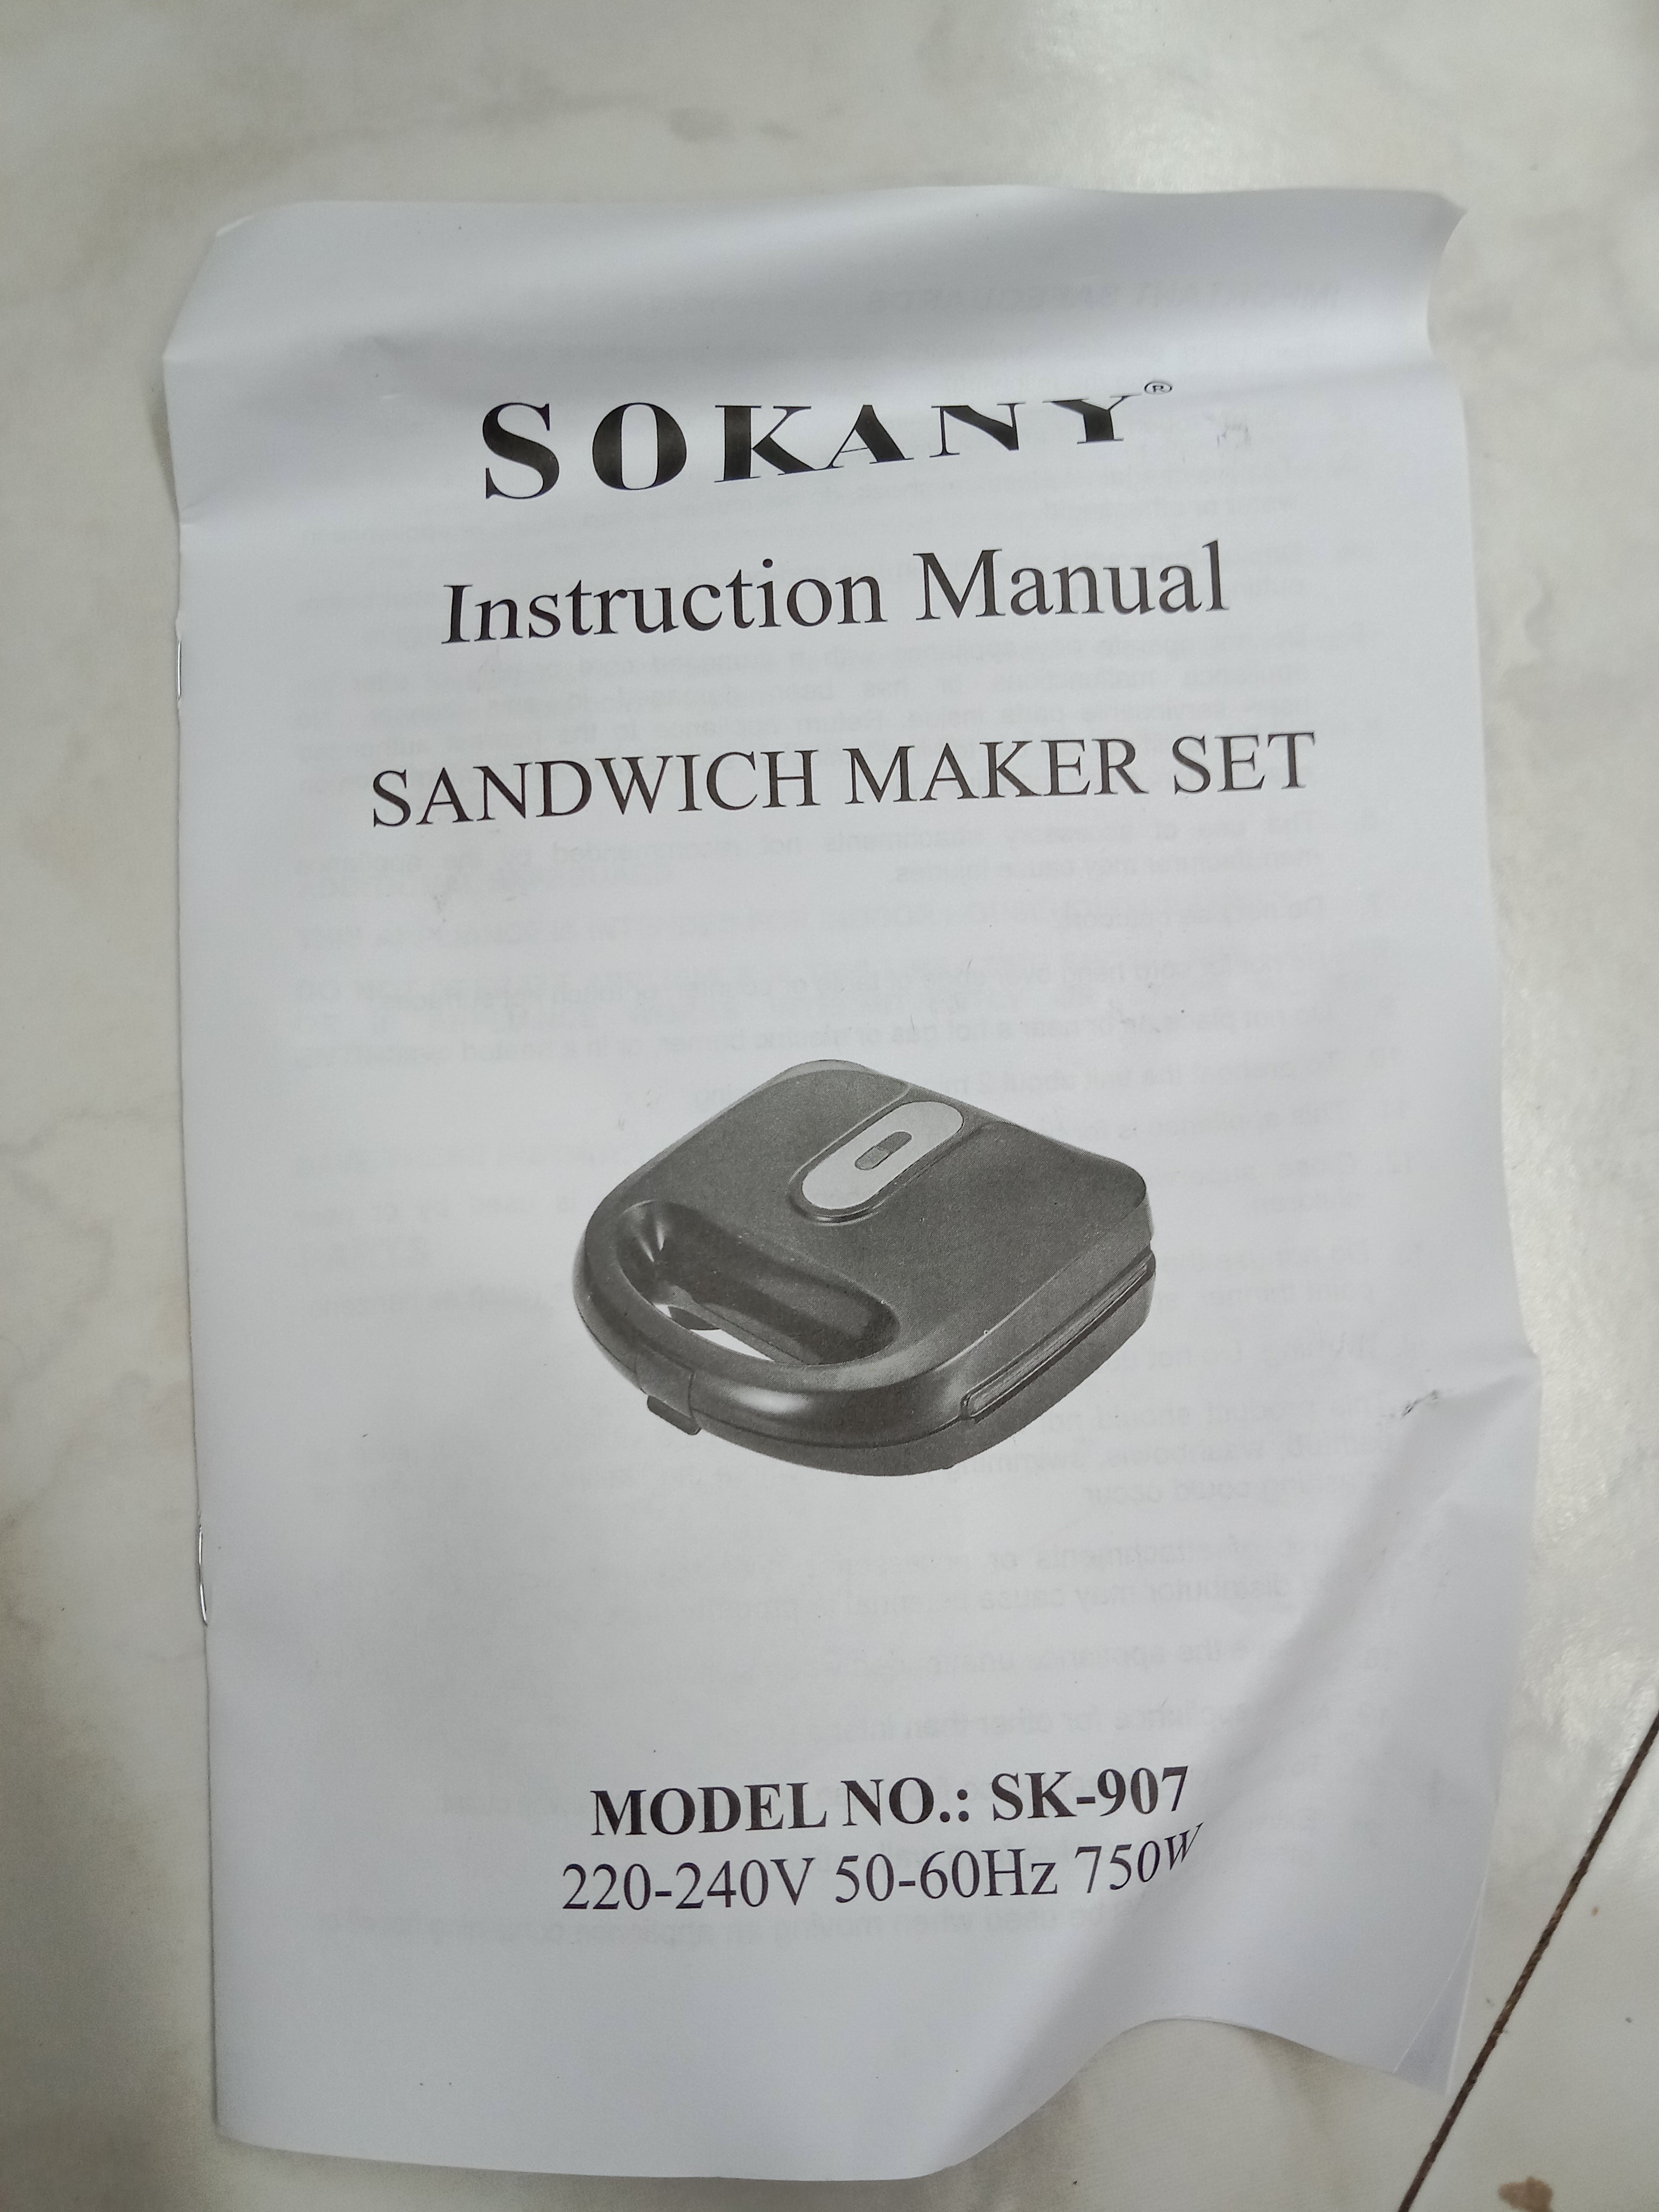 SOKANY®
Instruction Manual
SANDWICH MAKER SET
MODEL NO.: SK-907
220-240V 50-60Hz 750W